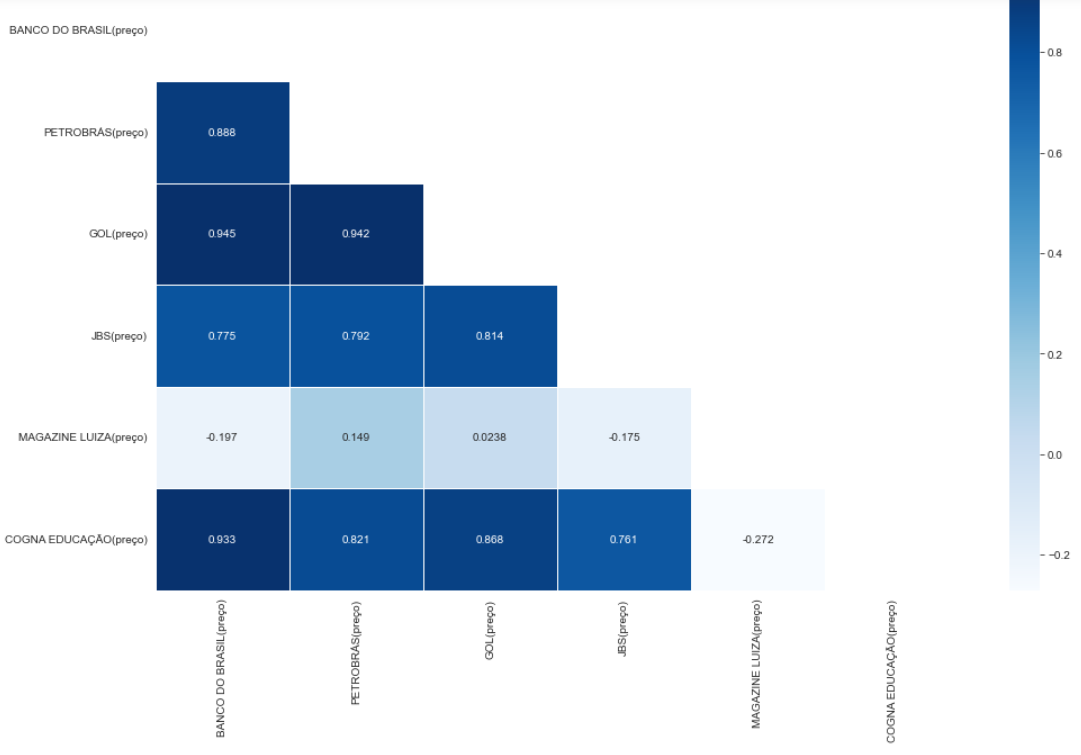 BANCO DO BRASIL(preço)
0.8
PETROBRÁS(preço)
0.888
0.6
GOL(preço)
0.945
0.942
0.4
JBS(preço)
0.775
0.792
0.814
0.2
MAGAZINE LUIZA(preço)
-0.197
0.149
0.0238
-0.175
0.0
COGNA EDUCAÇÃO(preço)
0.933
0.821
0.868
0.761
-0.272
−0.2
BANCO DO BRASIL(preço)
PETROBRÁS(preço)
GOL(preço)
JBS(preço)
MAGAZINE LUIZA(preço)
COGNA EDUCAÇÃO(preço)